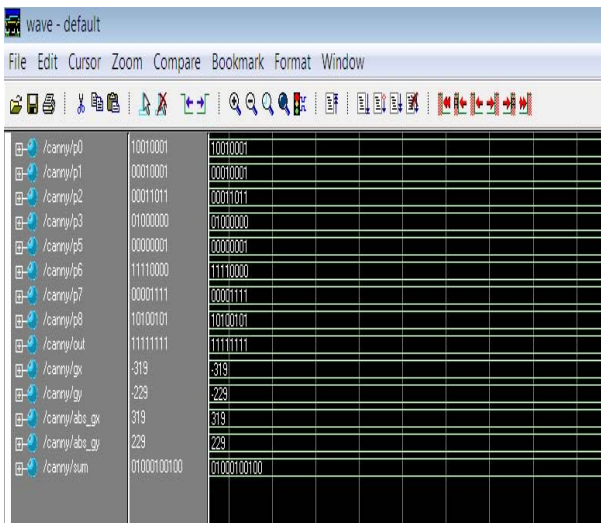 wave - default
File Edit Cursor Zoom Compare Bookmark Format Window
/canny/p0 10010001 10010001
/canny/p1 00010001 00010001
/canny/p2 00011011 00011011
/canny/p3 01000000 01000000
/canny/p5 00000001 00000001
/canny/p6 11110000 11110000
/canny/p7 00001111 00001111
/canny/p8 10100101 10100101
/canny/out 11111111 11111111
/canny/gx -319 -319
/canny/gy -229 -229
/canny/abs_gx 319 319
/canny/abs_gy 229 229
/canny/sum 01000100100 01000100100